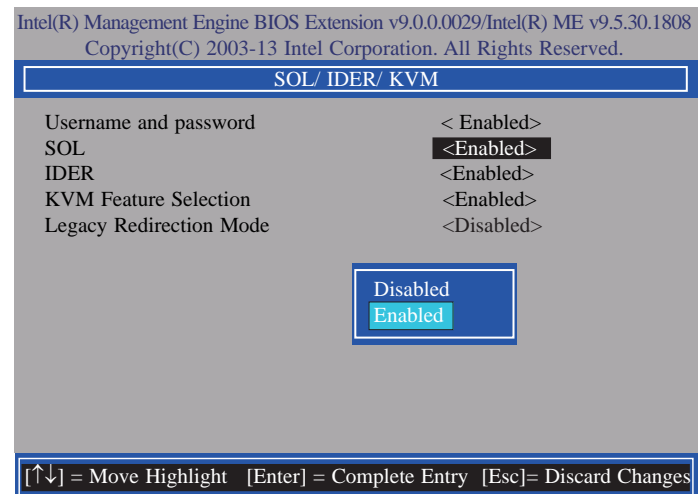 Intel(R) Management Engine BIOS Extension v9.0.0.0029/Intel(R) ME v9.5.30.1808
Copyright(C) 2003-13 Intel Corporation. All Rights Reserved.
SOL/ IDER/ KVM
Username and password < Enabled>
SOL <Enabled>
IDER <Enabled>
KVM Feature Selection <Enabled>
Legacy Redirection Mode <Disabled>
Disabled
Enabled
[↑↓] = Move Highlight [Enter] = Complete Entry [Esc]= Discard Changes